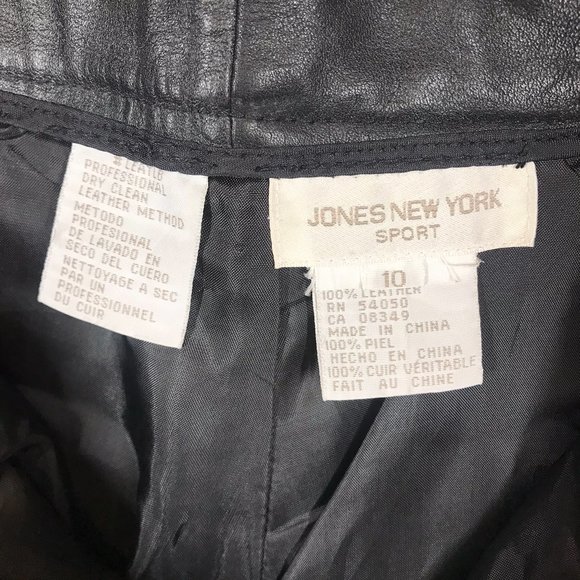 PROFESSIONAL
DRY CLEAN
LEATHER METHOD
METODO
PROFESIONAL
DE LAVADO EN
SECO DEL CUERO
NETTOYAGE A SEC
PAR UN
PROFESSIONNEL
DU CUIR
JONES NEW YORK
SPORT
10
100% LEATHER
RN 54050
CA 08349
MADE IN CHINA
100% PIEL
HECHO EN CHINA
100% CUIR VÉRITABLE
FAIT AU CHINE